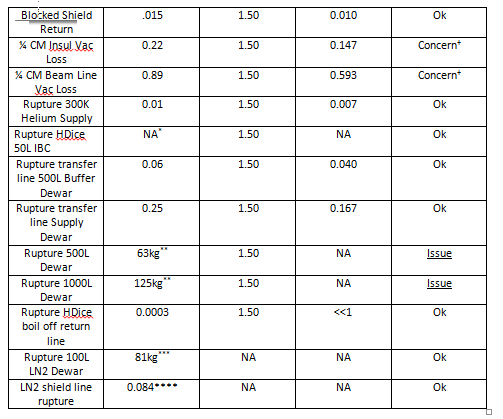 Blocked Shield .015 1.50 0.010 Ok
Return
¼ CM Insul Vac 0.22 1.50 0.147 Concern⁺
Loss
¼ CM Beam Line 0.89 1.50 0.593 Concern⁺
Vac Loss
Rupture 300K 0.01 1.50 0.007 Ok
Helium Supply
Rupture HDice NA* 1.50 NA Ok
50L IBC
Rupture transfer 0.06 1.50 0.040 Ok
line 500L Buffer
Dewar
Rupture transfer 0.25 1.50 0.167 Ok
line Supply
Dewar
Rupture 500L 63kg** 1.50 NA Issue
Dewar
Rupture 1000L 125kg** 1.50 NA Issue
Dewar
Rupture HDice 0.0003 1.50 <<1 Ok
boil off return
line
Rupture 100L 81kg*** NA NA Ok
LN2 Dewar
LN2 shield line 0.084**** NA NA Ok
rupture